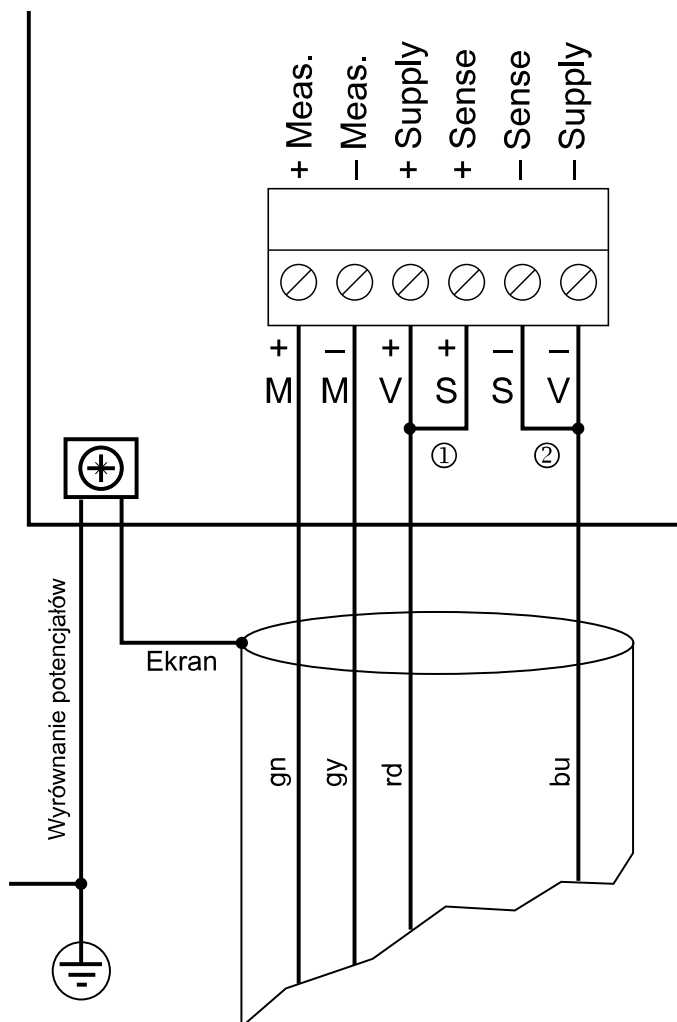 + Meas.
– Meas.
+ Supply
+ Sense
– Sense
– Supply
+ – + + – –
M M V S S V
① ②
Ekran
Wyrównanie potencjałów
gn gy rd bu